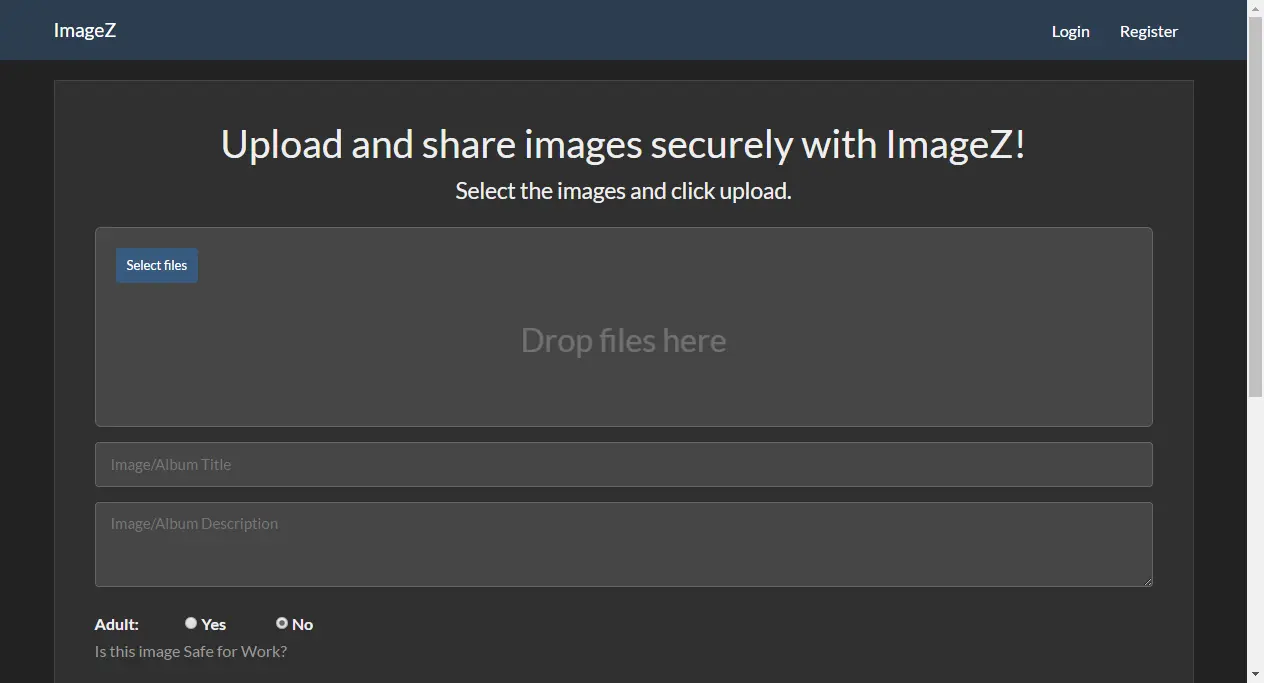 ImageZ Login Register
Upload and share images securely with ImageZ!
Select the images and click upload.
Select files
Drop files here
Image/Album Title
Image/Album Description
Adult: Yes No
Is this image Safe for Work?